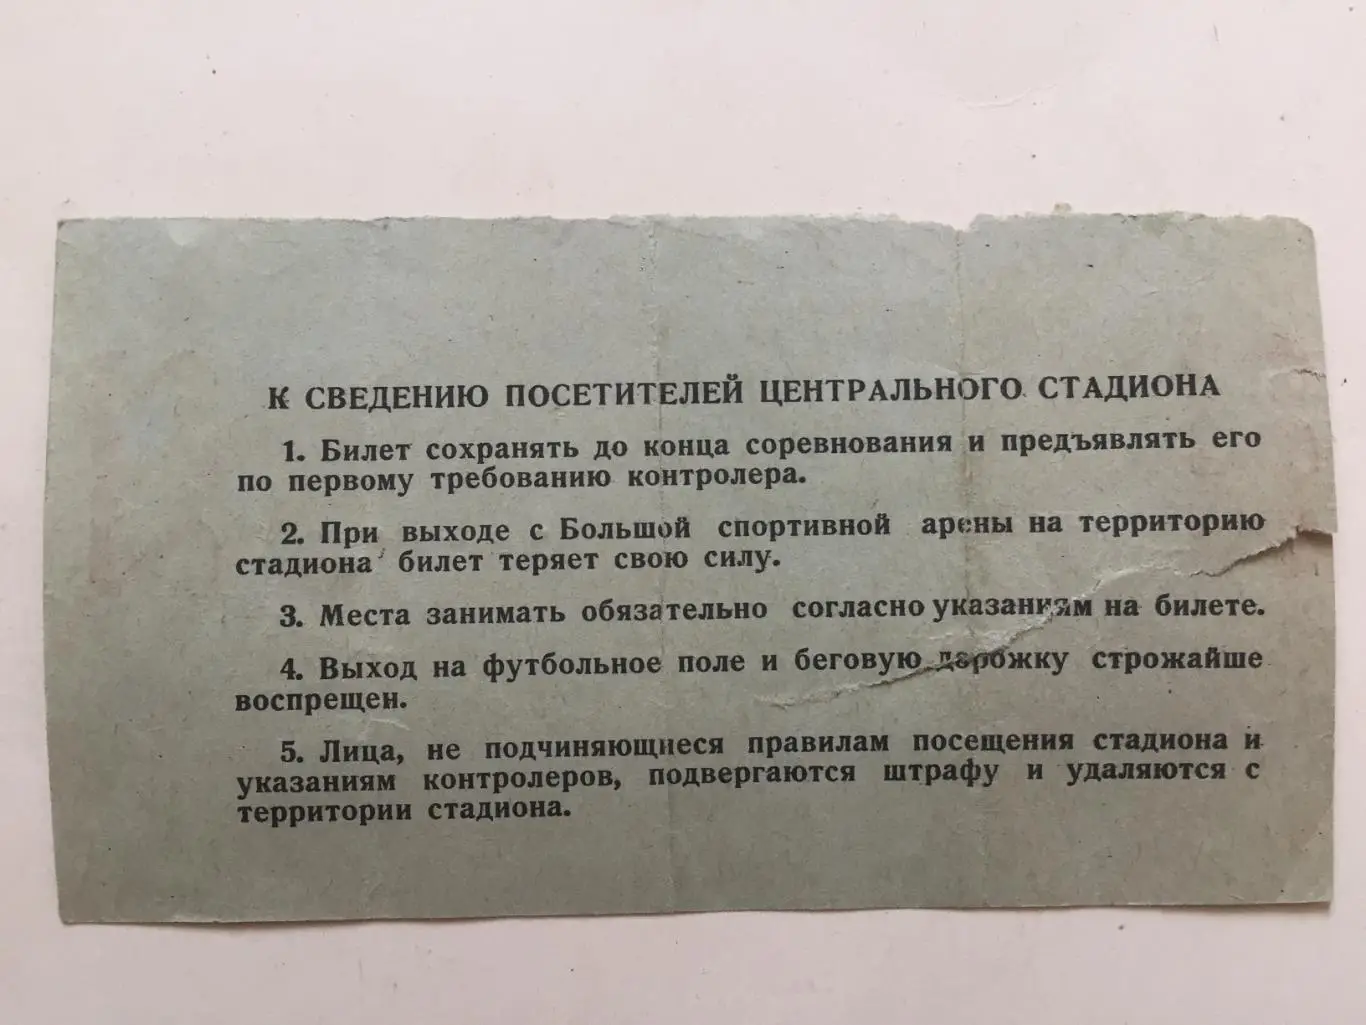 К СВЕДЕНИЮ ПОСЕТИТЕЛЕЙ ЦЕНТРАЛЬНОГО СТАДИОНА
1. Билет сохранять до конца соревнования и предъявлять его
по первому требованию контролера.
2. При выходе с Большой спортивной арены на территорию
стадиона билет теряет свою силу.
3. Места занимать обязательно согласно указаниям на билете.
4. Выход на футбольное поле и беговую дорожку строжайше
воспрещен.
5. Лица, не подчиняющиеся правилам посещения стадиона и
указаниям контролеров, подвергаются штрафу и удаляются с
территории стадиона.